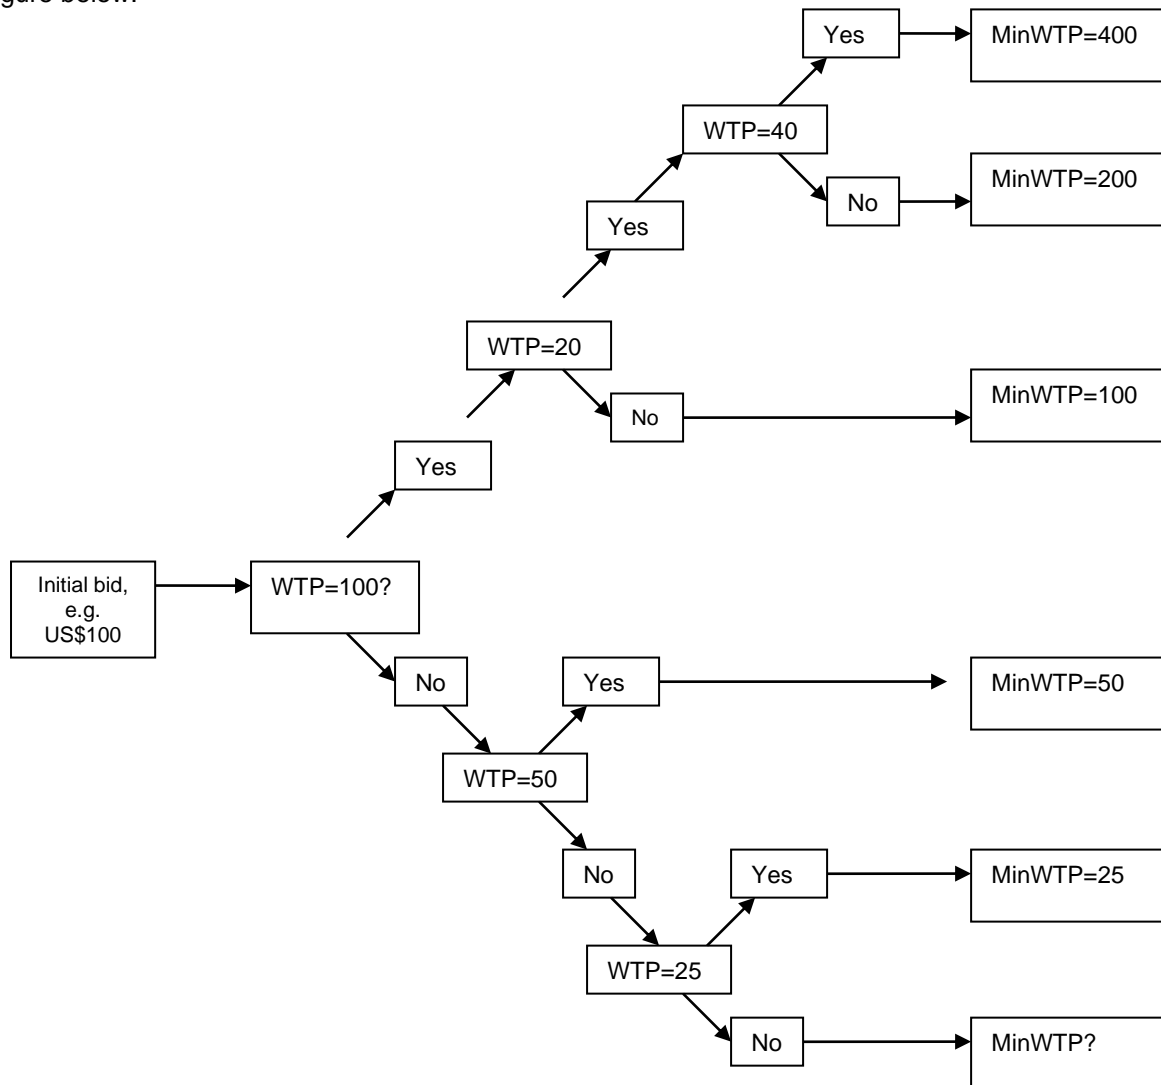 gure below:
Yes
MinWTP=400
WTP=40
MinWTP=200
No
Yes
WTP=20
MinWTP=100
No
Yes
Initial bid,
e.g.
US$100
WTP=100?
No
Yes
MinWTP=50
WTP=50
No
Yes
MinWTP=25
WTP=25
No
MinWTP?